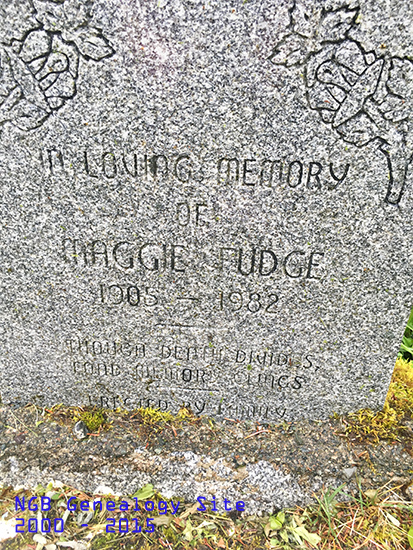 IN LOVING MEMORY
OF
MAGGIE FUDGE
1905 — 1982
THOUGH DEATH DIVIDES,
FOND MEMORY CLINGS
ERECTED BY FAMILY
NGB Genealogy Site
2000 - 2015